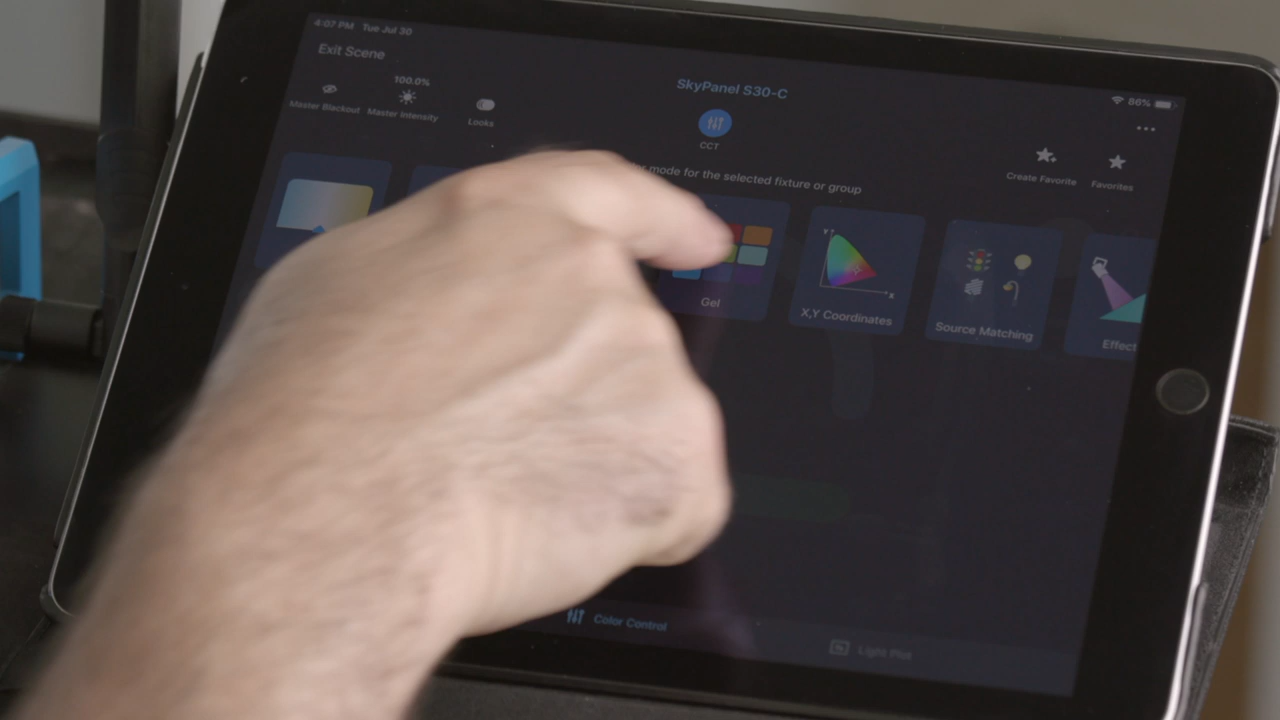 4:07 PM Tue Jul 30
86%
Exit Scene
SkyPanel S30-C
100.0%
Master Blackout
Master Intensity
Looks
CCT
Create Favorite
Favorites
mode for the selected fixture or group
Gel
X,Y Coordinates
Source Matching
Effect
Color Control
Light Plot